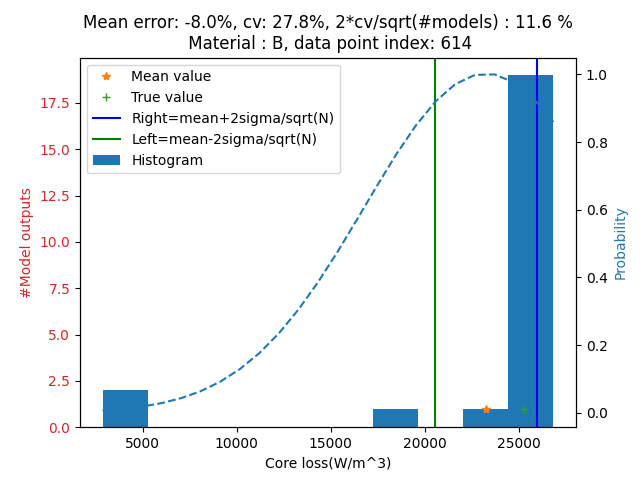 Mean error: -8.0%, cv: 27.8%, 2*cv/sqrt(#models) : 11.6 %
Material : B, data point index: 614
Mean value
True value
Right=mean+2sigma/sqrt(N)
Left=mean-2sigma/sqrt(N)
Histogram
#Model outputs
17.5
15.0
12.5
10.0
7.5
5.0
2.5
0.0
1.0
0.8
0.6
0.4
0.2
0.0
Probability
5000 10000 15000 20000 25000
Core loss(W/m^3)